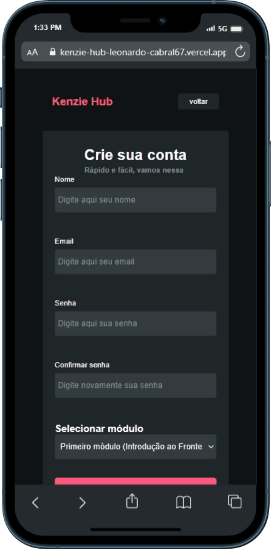 1:33 PM
5G
AA kenzie-hub-leonardo-cabral67.vercel.app
Kenzie Hub
voltar
Crie sua conta
Rápido e fácil, vamos nessa
Nome
Digite aqui seu nome
Email
Digite aqui seu email
Senha
Digite aqui sua senha
Confirmar senha
Digite novamente sua senha
Selecionar módulo
Primeiro módulo (Introdução ao Fronte